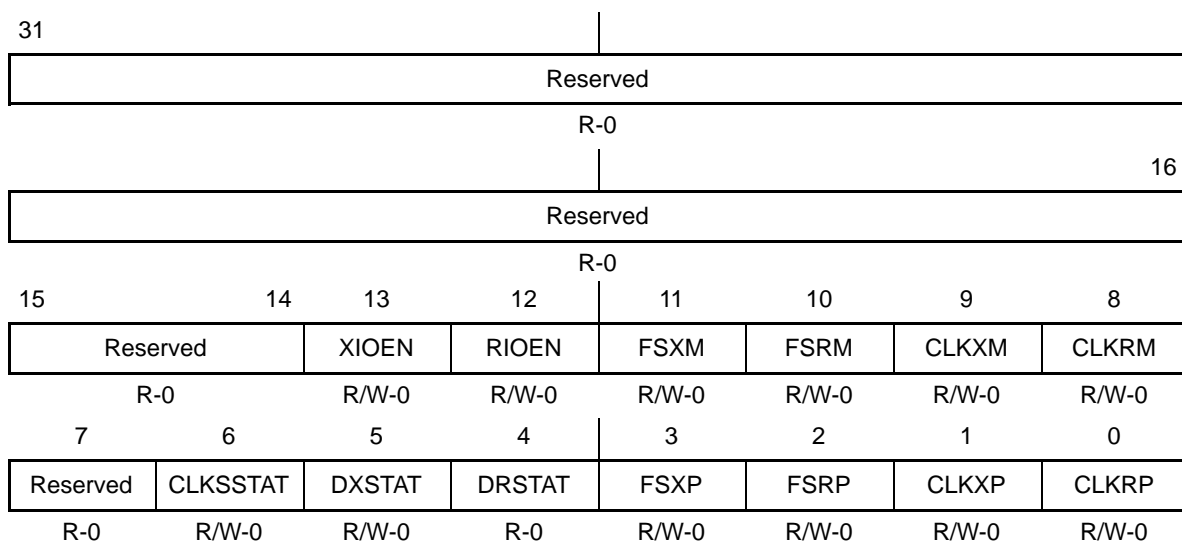 31
Reserved
R-0
16
Reserved
R-0
15 14 13 12 11 10 9 8
Reserved XIOEN RIOEN FSXM FSRM CLKXM CLKRM
R-0 R/W-0 R/W-0 R/W-0 R/W-0 R/W-0 R/W-0
7 6 5 4 3 2 1 0
Reserved CLKSSTAT DXSTAT DRSTAT FSXP FSRP CLKXP CLKRP
R-0 R/W-0 R/W-0 R-0 R/W-0 R/W-0 R/W-0 R/W-0